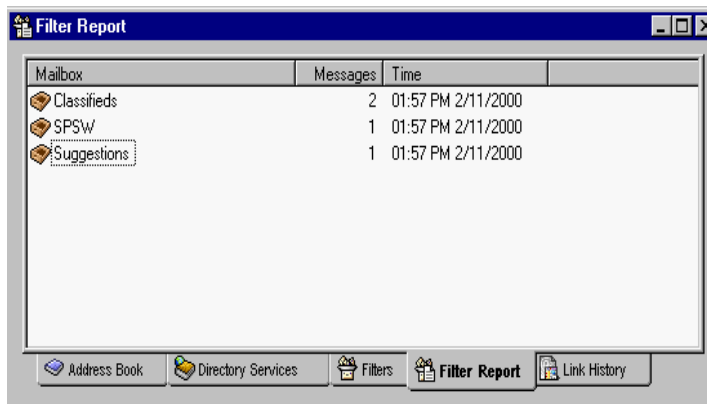 Filter Report
Mailbox Messages Time
Classifieds 2 01:57 PM 2/11/2000
SPSW 1 01:57 PM 2/11/2000
Suggestions 1 01:57 PM 2/11/2000
Address Book Directory Services Filters Filter Report Link History